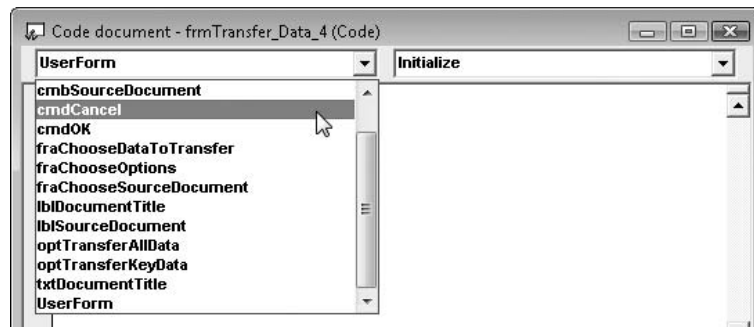 Code document - frmTransfer_Data_4 (Code)
UserForm Initialize
cmbSourceDocument
cmdCancel
cmdOK
fraChooseDataToTransfer
fraChooseOptions
fraChooseSourceDocument
lblDocumentTitle
lblSourceDocument
optTransferAllData
optTransferKeyData
txtDocumentTitle
UserForm